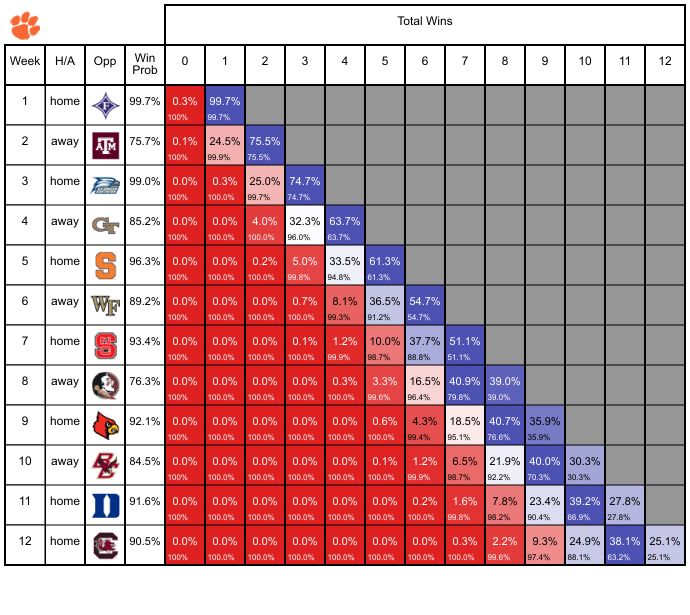 Total Wins
Week H/A Opp Win Prob 0 1 2 3 4 5 6 7 8 9 10 11 12
1 home F 99.7% 0.3% 99.7%
100% 99.7%
2 away ATM 75.7% 0.1% 24.5% 75.5%
100% 99.9% 75.5%
3 home 99.0% 0.0% 0.3% 25.0% 74.7%
100% 100.0% 99.7% 74.7%
4 away GT 85.2% 0.0% 0.0% 4.0% 32.3% 63.7%
100% 100.0% 100.0% 96.0% 63.7%
5 home S 96.3% 0.0% 0.0% 0.2% 5.0% 33.5% 61.3%
100% 100.0% 100.0% 99.8% 94.8% 61.3%
6 away WF 89.2% 0.0% 0.0% 0.0% 0.7% 8.1% 36.5% 54.7%
100% 100.0% 100.0% 100.0% 99.3% 91.2% 54.7%
7 home S 93.4% 0.0% 0.0% 0.0% 0.1% 1.2% 10.0% 37.7% 51.1%
100% 100.0% 100.0% 100.0% 99.9% 98.7% 88.8% 51.1%
8 away 76.3% 0.0% 0.0% 0.0% 0.0% 0.3% 3.3% 16.5% 40.9% 39.0%
100% 100.0% 100.0% 100.0% 100.0% 99.6% 96.4% 79.8% 39.0%
9 home 92.1% 0.0% 0.0% 0.0% 0.0% 0.0% 0.6% 4.3% 18.5% 40.7% 35.9%
100% 100.0% 100.0% 100.0% 100.0% 100.0% 99.4% 95.1% 76.6% 35.9%
10 away BC 84.5% 0.0% 0.0% 0.0% 0.0% 0.0% 0.1% 1.2% 6.5% 21.9% 40.0% 30.3%
100% 100.0% 100.0% 100.0% 100.0% 100.0% 99.9% 98.7% 92.2% 70.3% 30.3%
11 home D 91.6% 0.0% 0.0% 0.0% 0.0% 0.0% 0.0% 0.2% 1.6% 7.8% 23.4% 39.2% 27.8%
100% 100.0% 100.0% 100.0% 100.0% 100.0% 100.0% 99.8% 98.2% 90.4% 66.9% 27.8%
12 home C 90.5% 0.0% 0.0% 0.0% 0.0% 0.0% 0.0% 0.0% 0.3% 2.2% 9.3% 24.9% 38.1% 25.1%
100% 100.0% 100.0% 100.0% 100.0% 100.0% 100.0% 100.0% 99.6% 97.4% 88.1% 63.2% 25.1%